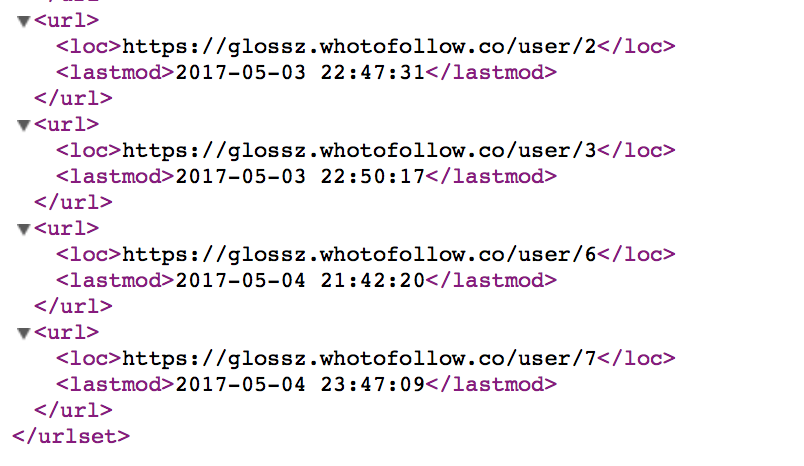 </url>
<url>
<loc>https://glossz.whotofollow.co/user/2</loc>
<lastmod>2017-05-03 22:47:31</lastmod>
</url>
<url>
<loc>https://glossz.whotofollow.co/user/3</loc>
<lastmod>2017-05-03 22:50:17</lastmod>
</url>
<url>
<loc>https://glossz.whotofollow.co/user/6</loc>
<lastmod>2017-05-04 21:42:20</lastmod>
</url>
<url>
<loc>https://glossz.whotofollow.co/user/7</loc>
<lastmod>2017-05-04 23:47:09</lastmod>
</url>
</urlset>